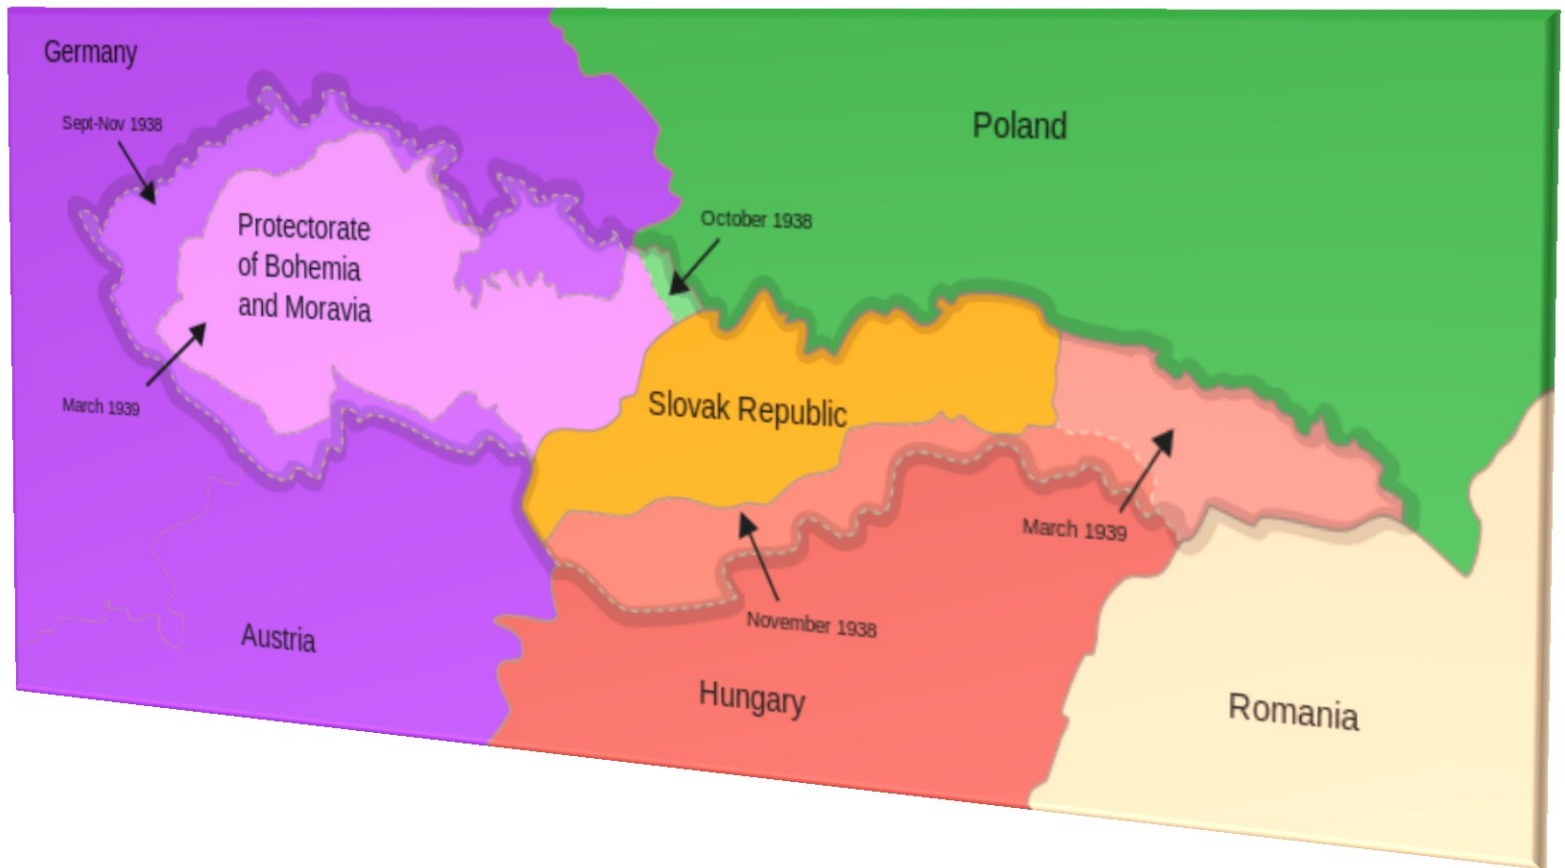 Germany
Sept-Nov 1938
Poland
October 1938
Protectorate
of Bohemia
and Moravia
March 1939
Slovak Republic
March 1939
November 1938
Austria
Hungary
Romania